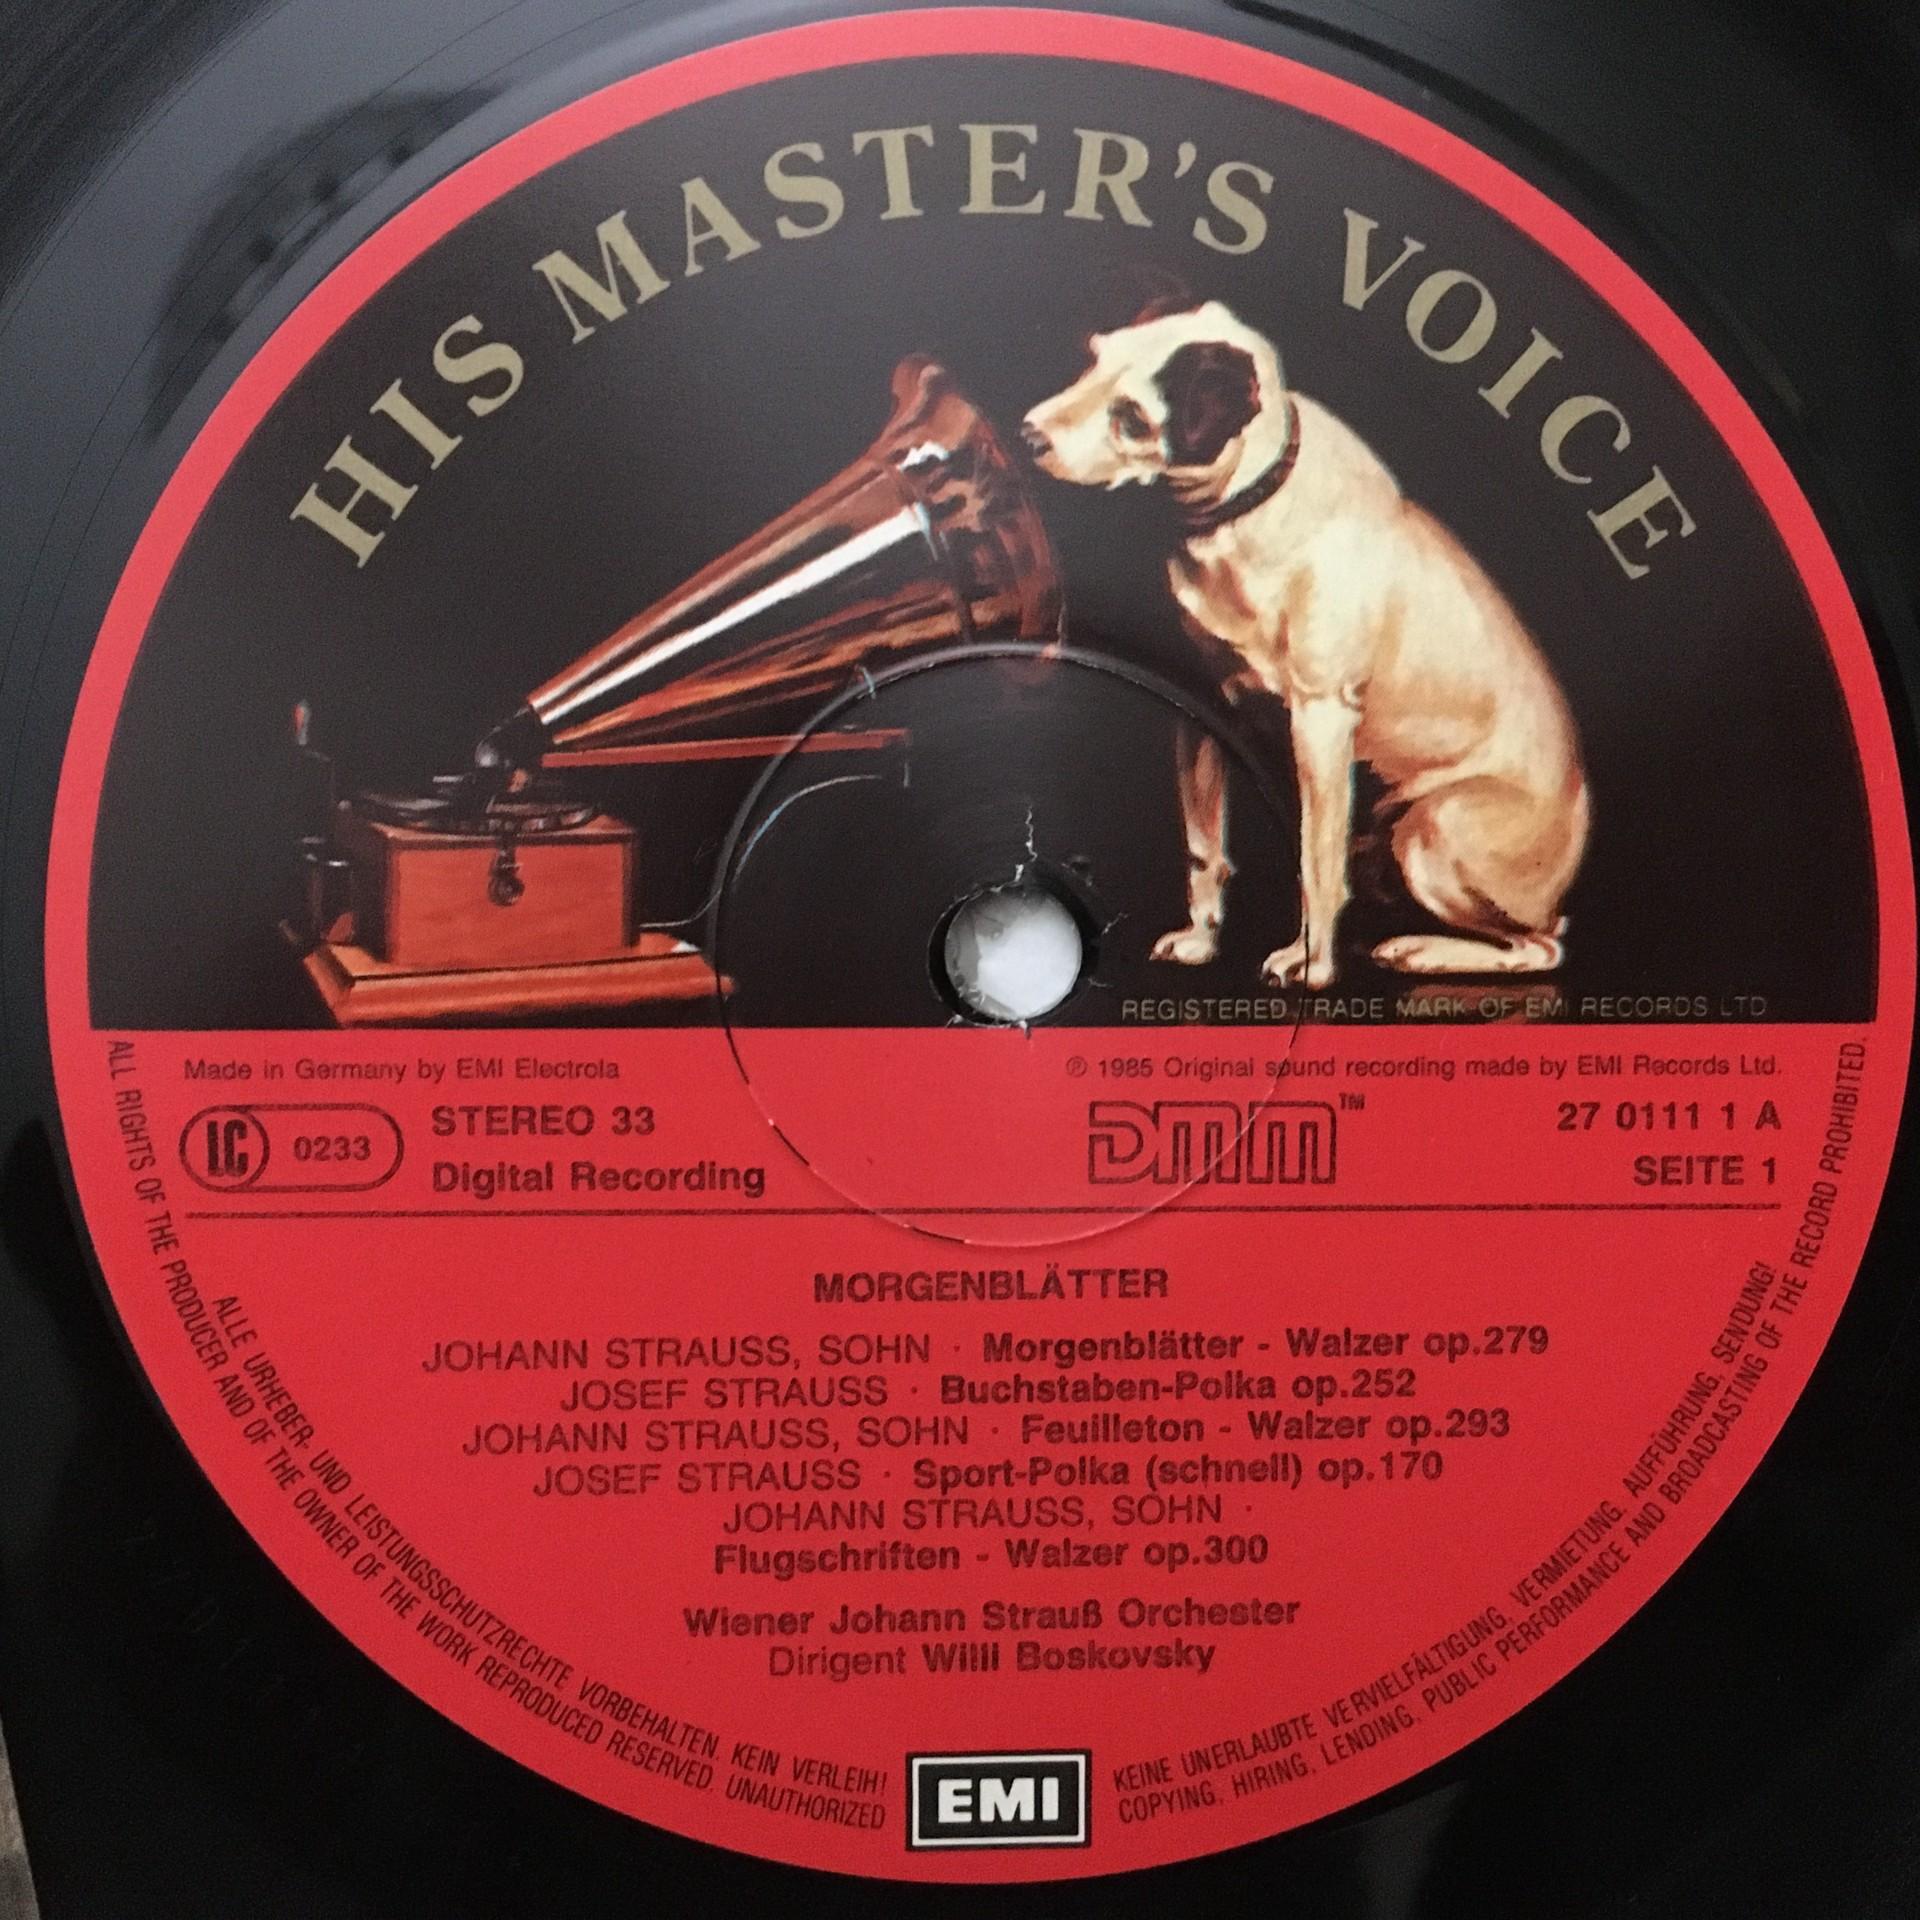 HIS MASTER'S VOICE
REGISTERED TRADE MARK OF EMI RECORDS LTD
Made in Germany by EMI Electrola
℗ 1985 Original sound recording made by EMI Records Ltd.
LC 0233
STEREO 33
Digital Recording
DMM™
27 0111 1 A
SEITE 1
MORGENBLÄTTER
JOHANN STRAUSS, SOHN · Morgenblätter - Walzer op.279
JOSEF STRAUSS · Buchstaben-Polka op.252
JOHANN STRAUSS, SOHN · Feuilleton - Walzer op.293
JOSEF STRAUSS · Sport-Polka (schnell) op.170
JOHANN STRAUSS, SOHN ·
Flugschriften - Walzer op.300
Wiener Johann Strauß Orchester
Dirigent Willi Boskovsky
ALLE URHEBER- UND LEISTUNGSSCHUTZRECHTE VORBEHALTEN. KEIN VERLEIH!
KEINE UNERLAUBTE VERVIELFÄLTIGUNG, VERMIETUNG, AUFFÜHRUNG, SENDUNG!
ALL RIGHTS OF THE PRODUCER AND OF THE OWNER OF THE WORK REPRODUCED RESERVED. UNAUTHORIZED
COPYING, HIRING, LENDING, PUBLIC PERFORMANCE AND BROADCASTING OF THE RECORD PROHIBITED.
EMI